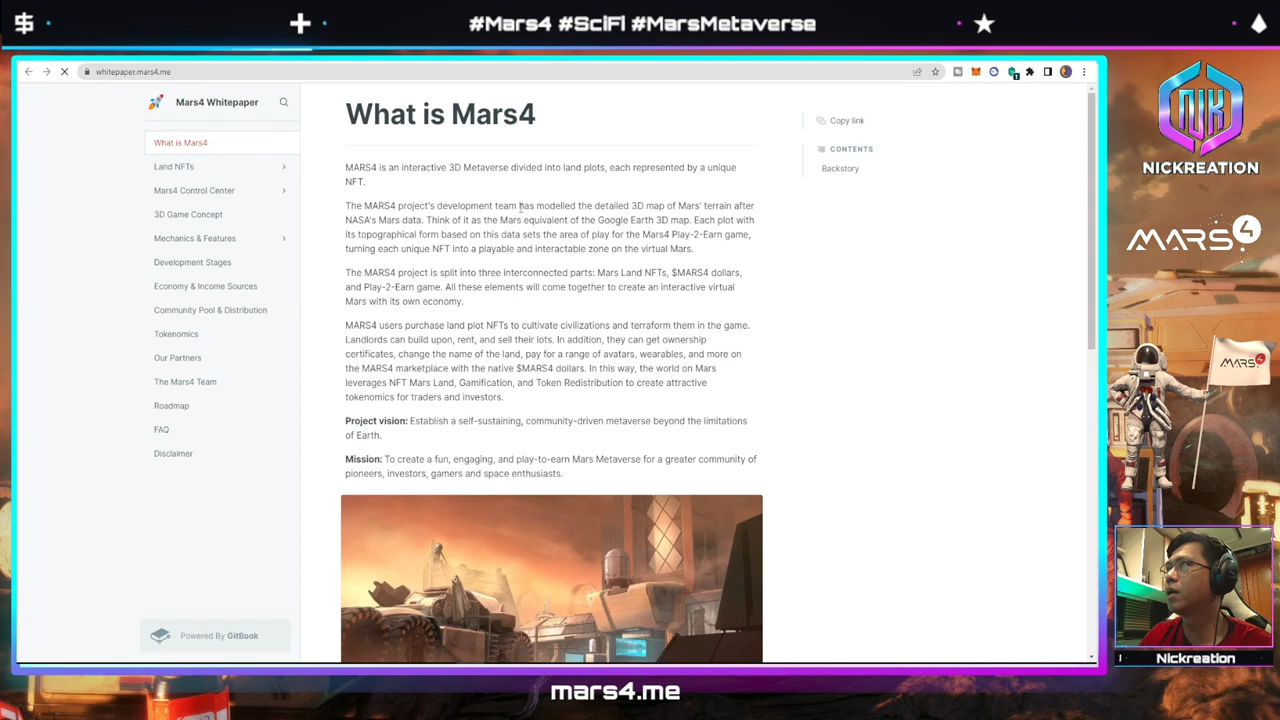 #Mars4 #SciFi #MarsMetaverse
whitepaper.mars4.me
Mars4 Whitepaper
What is Mars4
Land NFTs
Mars4 Control Center
3D Game Concept
Mechanics & Features
Development Stages
Economy & Income Sources
Community Pool & Distribution
Tokenomics
Our Partners
The Mars4 Team
Roadmap
FAQ
Disclaimer
Powered By GitBook
What is Mars4
MARS4 is an interactive 3D Metaverse divided into land plots, each represented by a unique
NFT.
The MARS4 project's development team has modelled the detailed 3D map of Mars' terrain after
NASA's Mars data. Think of it as the Mars equivalent of the Google Earth 3D map. Each plot with
its topographical form based on this data sets the area of play for the Mars4 Play-2-Earn game,
turning each unique NFT into a playable and interactable zone on the virtual Mars.
The MARS4 project is split into three interconnected parts: Mars Land NFTs, $MARS4 dollars,
and Play-2-Earn game. All these elements will come together to create an interactive virtual
Mars with its own economy.
MARS4 users purchase land plot NFTs to cultivate civilizations and terraform them in the game.
Landlords can build upon, rent, and sell their lots. In addition, they can get ownership
certificates, change the name of the land, pay for a range of avatars, wearables, and more on
the MARS4 marketplace with the native $MARS4 dollars. In this way, the world on Mars
leverages NFT Mars Land, Gamification, and Token Redistribution to create attractive
tokenomics for traders and investors.
Project vision: Establish a self-sustaining, community-driven metaverse beyond the limitations
of Earth.
Mission: To create a fun, engaging, and play-to-earn Mars Metaverse for a greater community of
pioneers, investors, gamers and space enthusiasts.
Copy link
CONTENTS
Backstory
NICKREATION
MARS4
MARS4
Nickreation
mars4.me